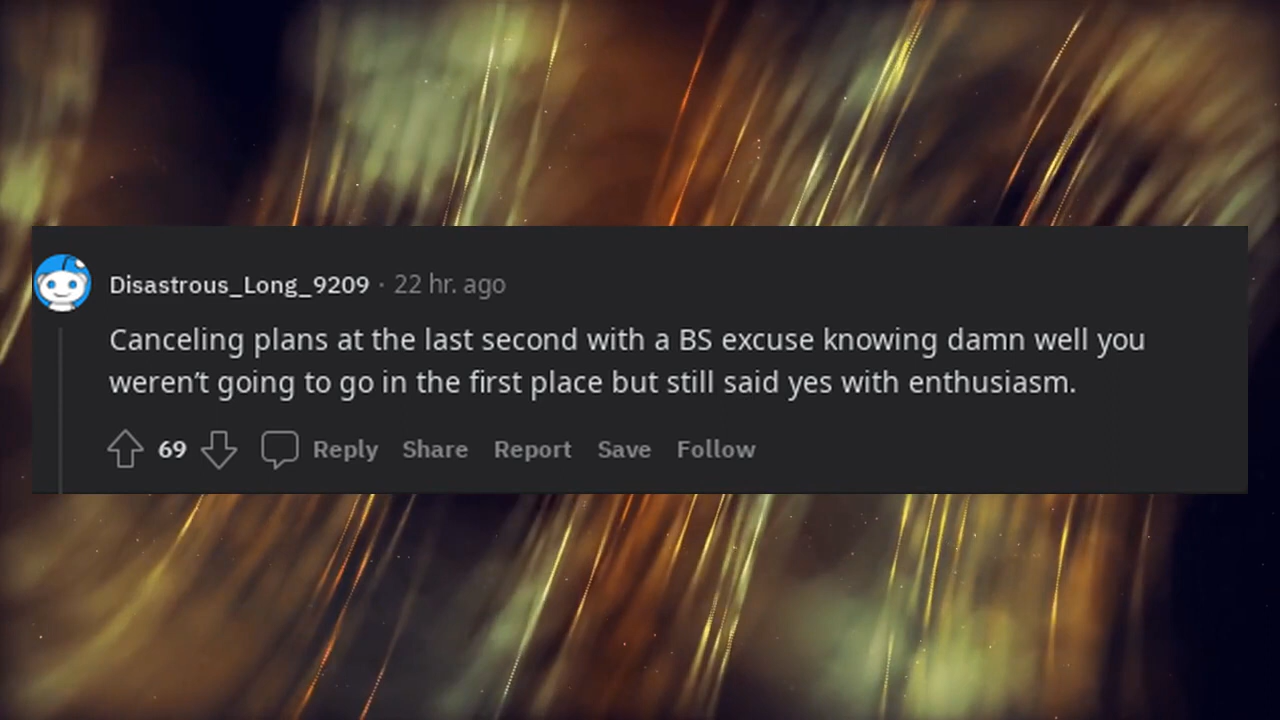 Disastrous_Long_9209 · 22 hr. ago
Canceling plans at the last second with a BS excuse knowing damn well you
weren’t going to go in the first place but still said yes with enthusiasm.
69 Reply Share Report Save Follow